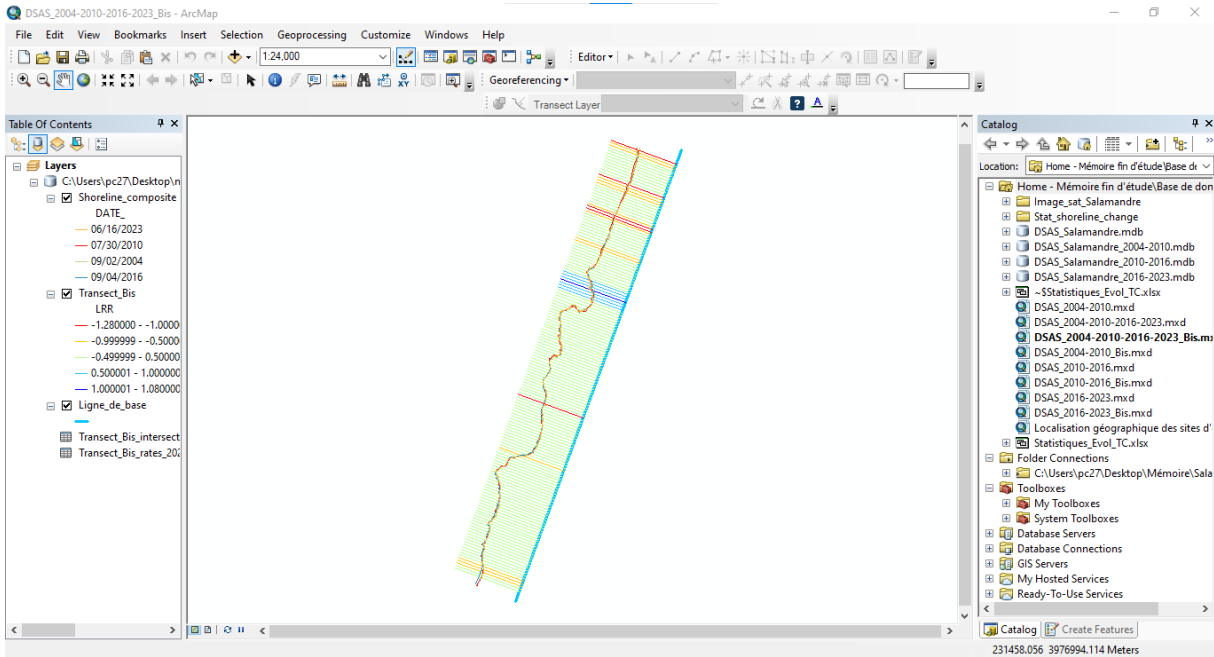 DSAS_2004-2010-2016-2023_Bis - ArcMap
File Edit View Bookmarks Insert Selection Geoprocessing Customize Windows Help
1:24,000
Editor
Georeferencing
Transect Layer
Table Of Contents
Layers
C:\Users\pc27\Desktop\n
Shoreline_composite
DATE_
06/16/2023
07/30/2010
09/02/2004
09/04/2016
Transect_Bis
LRR
-1.280000 - -1.0000
-0.999999 - -0.5000
-0.499999 - 0.50000
0.500001 - 1.000000
1.000001 - 1.080000
Ligne_de_base
Transect_Bis_intersect
Transect_Bis_rates_202
Catalog
Location: Home - Mémoire fin d'étude\Base de
Home - Mémoire fin d'étude\Base de don
Image_sat_Salamandre
Stat_shoreline_change
DSAS_Salamandre.mdb
DSAS_Salamandre_2004-2010.mdb
DSAS_Salamandre_2010-2016.mdb
DSAS_Salamandre_2016-2023.mdb
~$Statistiques_Evol_TC.xlsx
DSAS_2004-2010.mxd
DSAS_2004-2010-2016-2023.mxd
DSAS_2004-2010-2016-2023_Bis.mx
DSAS_2004-2010_Bis.mxd
DSAS_2010-2016.mxd
DSAS_2010-2016_Bis.mxd
DSAS_2016-2023.mxd
DSAS_2016-2023_Bis.mxd
Localisation géographique des sites d'
Statistiques_Evol_TC.xlsx
Folder Connections
C:\Users\pc27\Desktop\Mémoire\Sala
Toolboxes
My Toolboxes
System Toolboxes
Database Servers
Database Connections
GIS Servers
My Hosted Services
Ready-To-Use Services
Catalog Create Features
231458.056 3976994.114 Meters